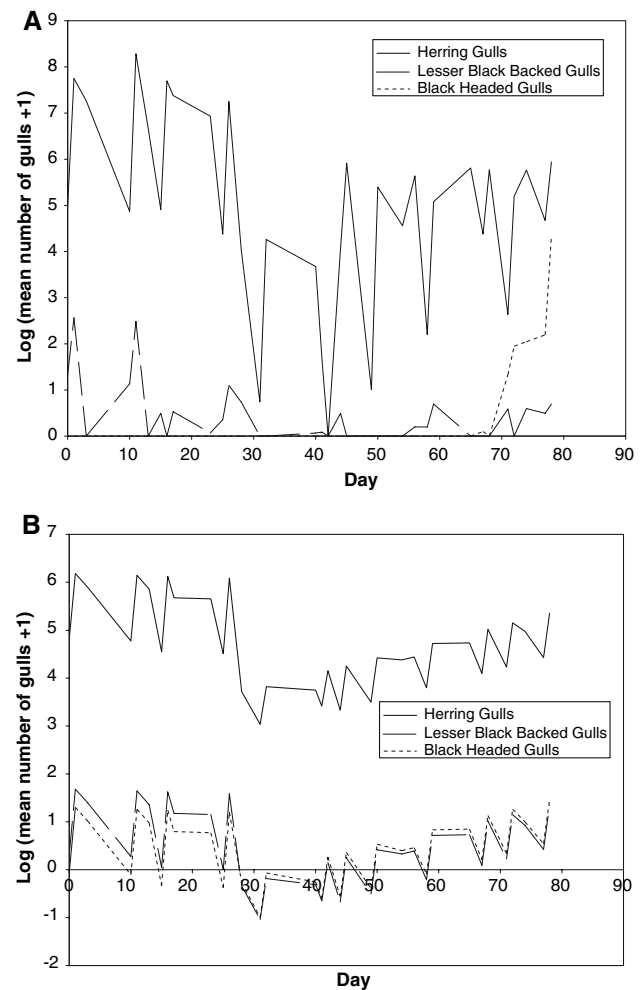 A
Log (mean number of gulls +1)
9
8
7
6
5
4
3
2
1
0
Herring Gulls
Lesser Black Backed Gulls
Black Headed Gulls
0 10 20 30 40 50 60 70 80 90
Day
B
Log (mean number of gulls +1)
7
6
5
4
3
2
1
0
-1
-2
Herring Gulls
Lesser Black Backed Gulls
Black Headed Gulls
0 10 20 30 40 50 60 70 80 90
Day